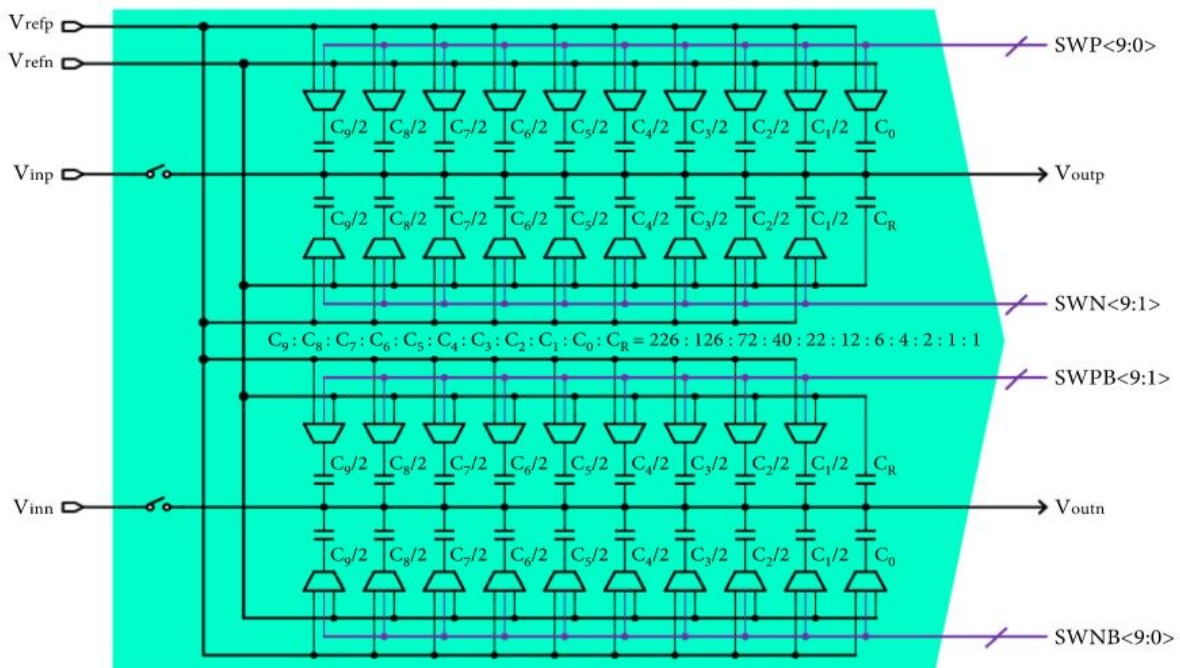 Vrefp
SWP<9:0>
Vrefn
C9/2 C8/2 C7/2 C6/2 C5/2 C4/2 C3/2 C2/2 C1/2 C0
Vinp
Voutp
C9/2 C8/2 C7/2 C6/2 C5/2 C4/2 C3/2 C2/2 C1/2 CR
SWN<9:1>
C9 : C8 : C7 : C6 : C5 : C4 : C3 : C2 : C1 : C0 : CR = 226 : 126 : 72 : 40 : 22 : 12 : 6 : 4 : 2 : 1 : 1
SWPB<9:1>
C9/2 C8/2 C7/2 C6/2 C5/2 C4/2 C3/2 C2/2 C1/2 CR
Vinn
Voutn
C9/2 C8/2 C7/2 C6/2 C5/2 C4/2 C3/2 C2/2 C1/2 C0
SWNB<9:0>